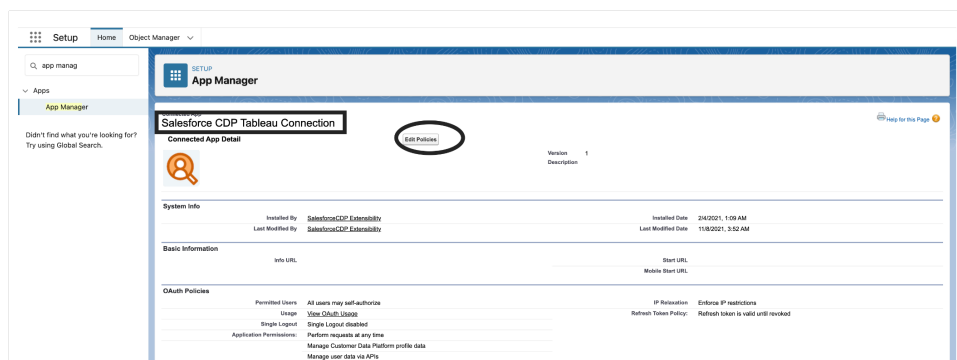 Setup Home Object Manager
app manag
SETUP
App Manager
Apps
App Manager
Didn't find what you're looking for?
Try using Global Search.
Connected App
Salesforce CDP Tableau Connection
Help for this Page
Connected App Detail
Edit Policies
Version 1
Description
System Info
Installed By SalesforceCDP Extensibility Installed Date 2/4/2021, 1:09 AM
Last Modified By SalesforceCDP Extensibility Last Modified Date 11/8/2021, 3:52 AM
Basic Information
Info URL Start URL
Mobile Start URL
OAuth Policies
Permitted Users All users may self-authorize IP Relaxation Enforce IP restrictions
Usage View OAuth Usage Refresh Token Policy: Refresh token is valid until revoked
Single Logout Single Logout disabled
Application Permissions: Perform requests at any time
Manage Customer Data Platform profile data
Manage user data via APIs